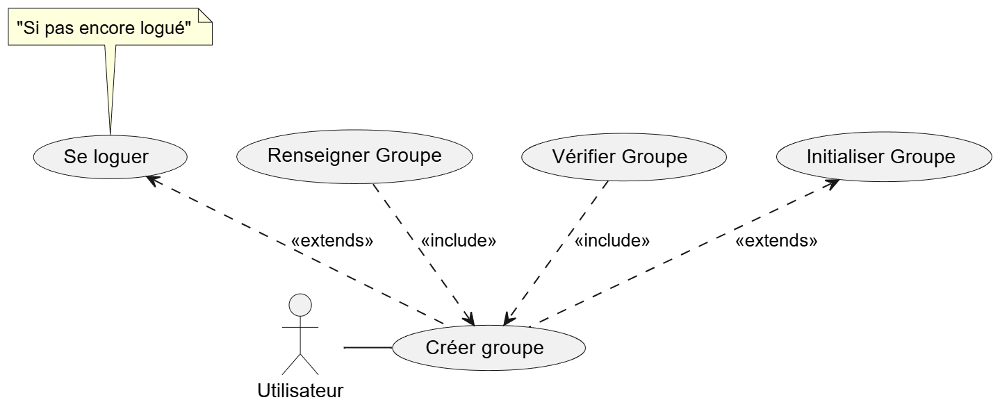 "Si pas encore logué"
Se loguer
Renseigner Groupe
Vérifier Groupe
Initialiser Groupe
«extends»
«include»
«include»
«extends»
Créer groupe
Utilisateur